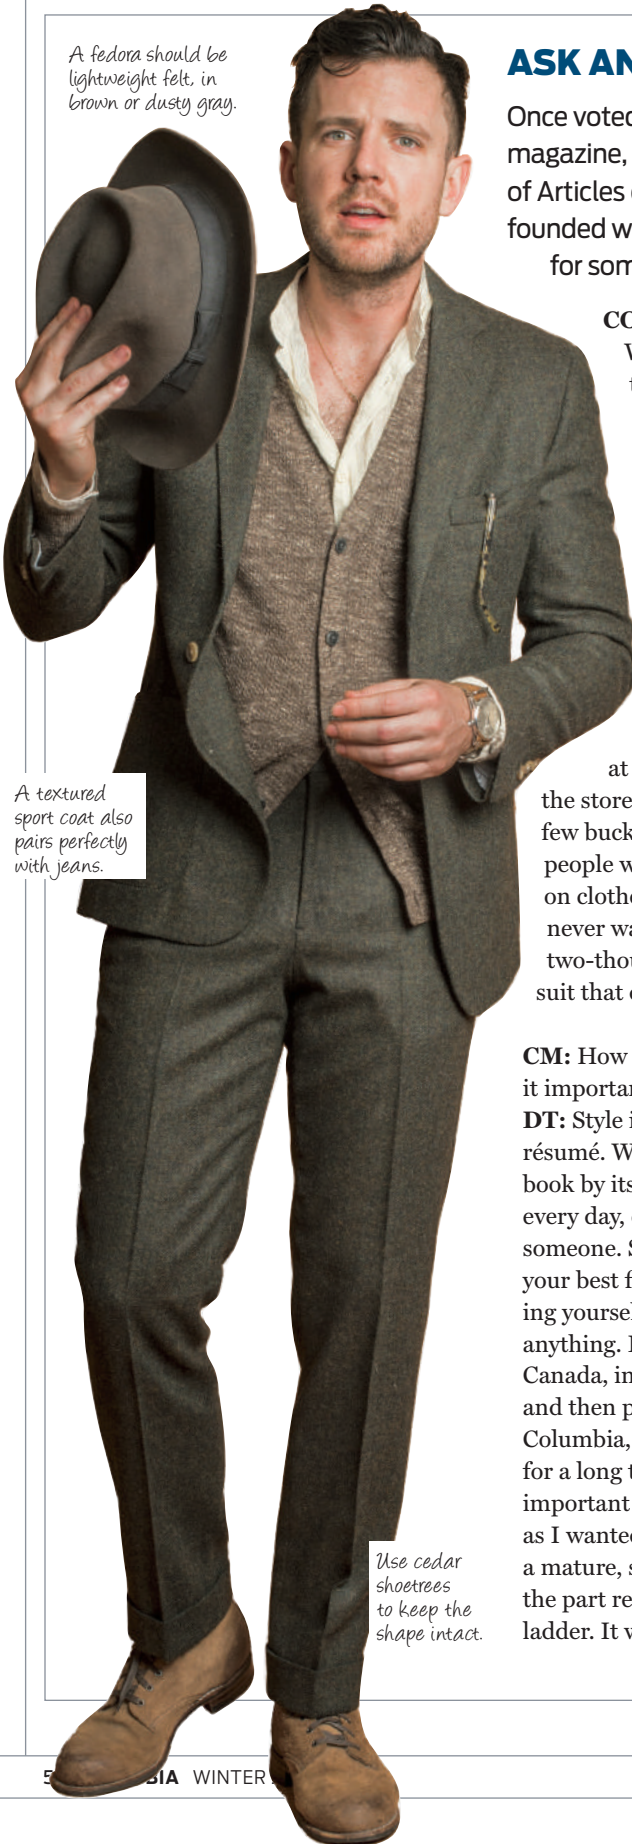 A fedora should be
lightweight felt, in
brown or dusty gray.
ASK AN
Once voted
magazine,
of Articles
founded w
for som
CO
W
t
at
the store
few buck
people w
on clothe
never wa
two-thou
suit that
A textured
sport coat also
pairs perfectly
with jeans.
CM: How
it importan
DT: Style i
résumé. W
book by its
every day,
someone. S
your best f
ing yoursel
anything. I
Canada, in
and then p
Columbia,
for a long t
important
as I wanted
a mature, s
the part re
ladder. It w
Use cedar
shoetrees
to keep the
shape intact.
5 BIA WINTER